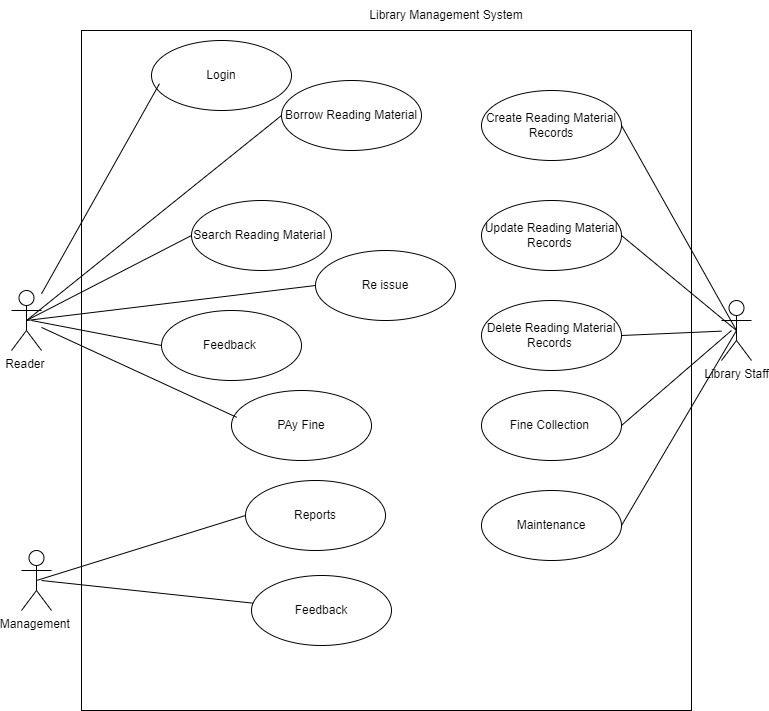 Library Management System
Login
Borrow Reading Material
Create Reading Material
Records
Search Reading Material
Update Reading Material
Records
Re issue
Feedback
Delete Reading Material
Records
Reader
Library Staff
PAy Fine
Fine Collection
Reports
Maintenance
Feedback
Management